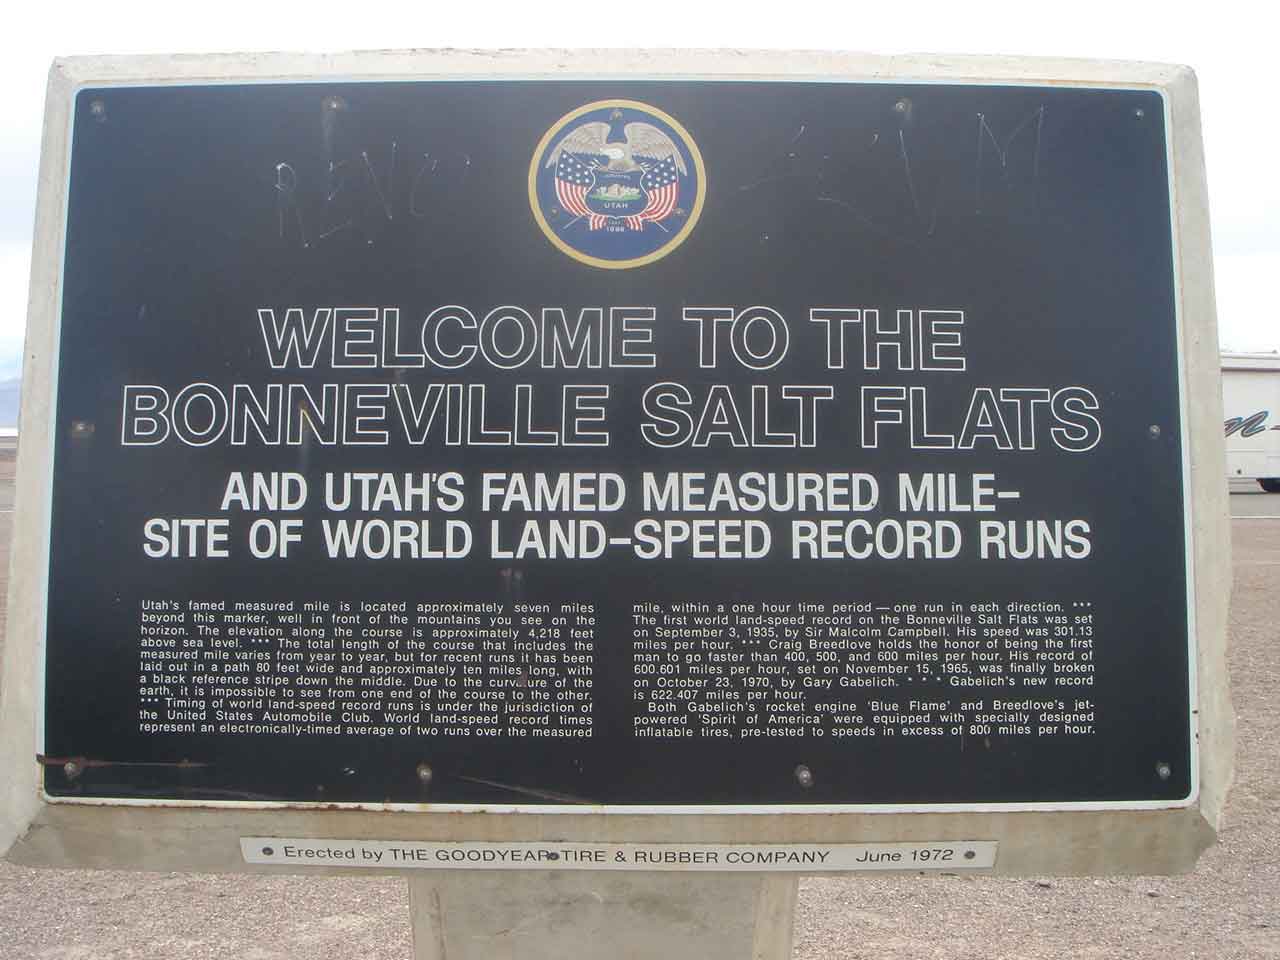 RENO
UTAH
1896
WELCOME TO THE
BONNEVILLE SALT FLATS
AND UTAH'S FAMED MEASURED MILE–
SITE OF WORLD LAND-SPEED RECORD RUNS
Utah's famed measured mile is located approximately seven miles
beyond this marker, well in front of the mountains you see on the
horizon. The elevation along the course is approximately 4,218 feet
above sea level. *** The total length of the course that includes the
measured mile varies from year to year, but for recent runs it has been
laid out in a path 80 feet wide and approximately ten miles long, with
a black reference stripe down the middle. Due to the curvature of the
earth, it is impossible to see from one end of the course to the other.
*** Timing of world land-speed record runs is under the jurisdiction of
the United States Automobile Club. World land-speed record times
represent an electronically-timed average of two runs over the measured
mile, within a one hour time period — one run in each direction. ***
The first world land-speed record on the Bonneville Salt Flats was set
on September 3, 1935, by Sir Malcolm Campbell. His speed was 301.13
miles per hour. *** Craig Breedlove holds the honor of being the first
man to go faster than 400, 500, and 600 miles per hour. His record of
600.601 miles per hour, set on November 15, 1965, was finally broken
on October 23, 1970, by Gary Gabelich. * * * Gabelich's new record
is 622.407 miles per hour.
Both Gabelich's rocket engine 'Blue Flame' and Breedlove's jet-
powered 'Spirit of America' were equipped with specially designed
inflatable tires, pre-tested to speeds in excess of 800 miles per hour.
Erected by THE GOODYEAR TIRE & RUBBER COMPANY June 1972